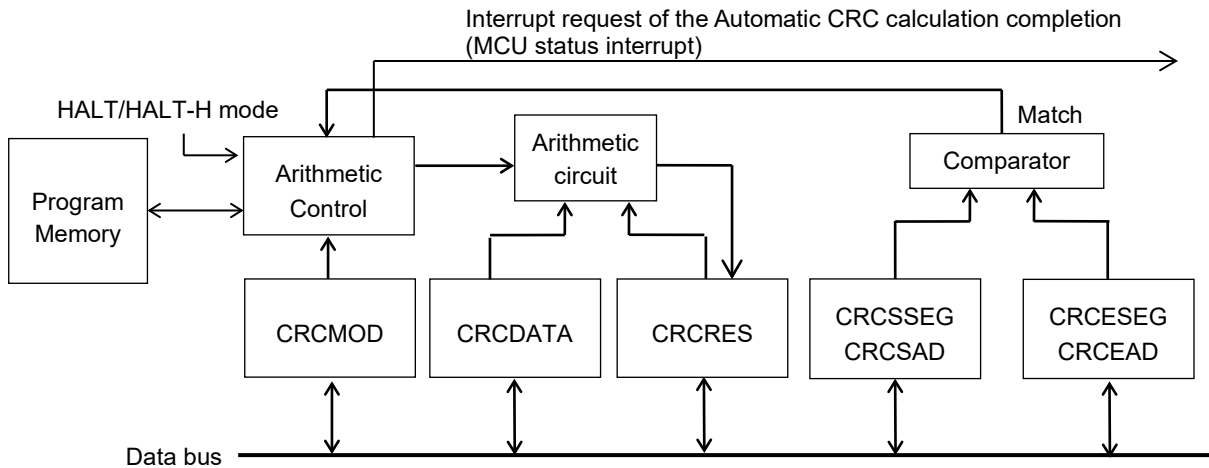 Interrupt request of the Automatic CRC calculation completion
(MCU status interrupt)
HALT/HALT-H mode
Match
Program
Memory
Arithmetic
Control
Arithmetic
circuit
Comparator
CRCMOD
CRCDATA
CRCRES
CRCSSEG
CRCSAD
CRCESEG
CRCEAD
Data bus